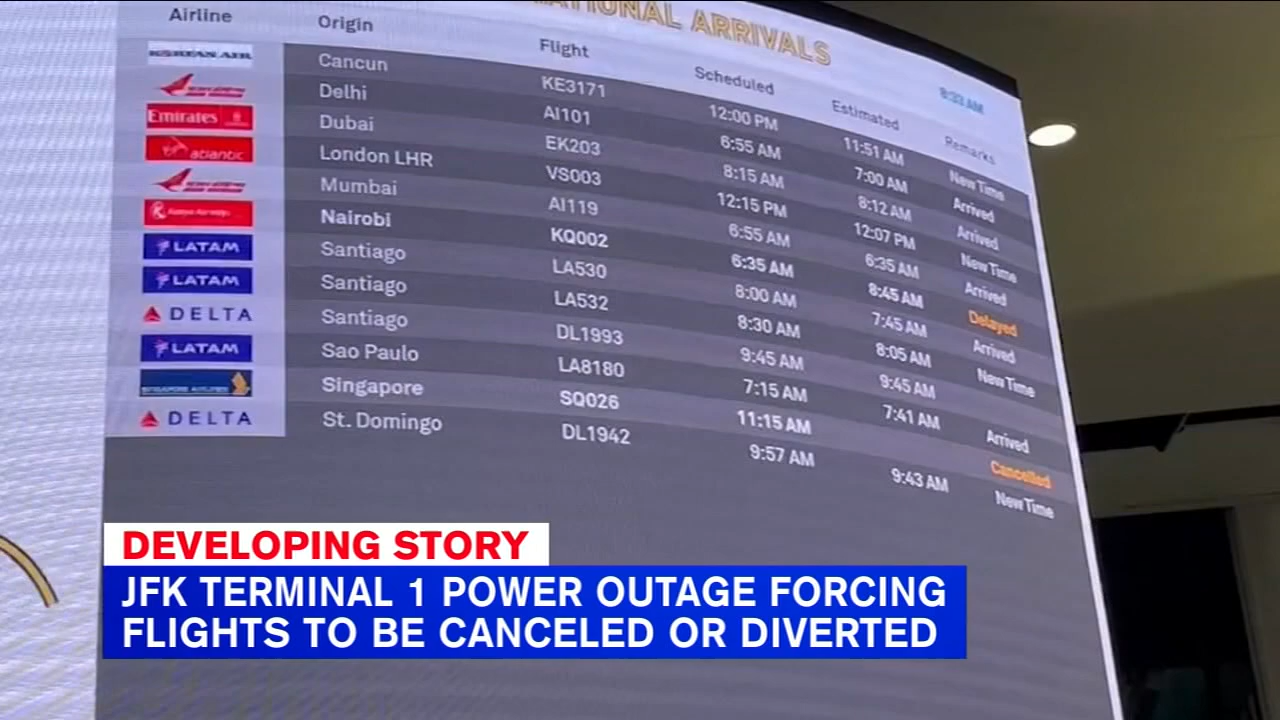 NATIONAL ARRIVALS
8:33 AM
Airline Origin Flight Scheduled Estimated Remarks
KOREAN AIR Cancun KE3171 12:00 PM 11:51 AM New Time
Delhi AI101 6:55 AM 7:00 AM Arrived
Emirates Dubai EK203 8:15 AM 8:12 AM Arrived
atlantic London LHR VS003 12:15 PM 12:07 PM New Time
Mumbai AI119 6:55 AM 6:35 AM Arrived
Kenya Airways Nairobi KQ002 6:35 AM 8:45 AM Delayed
LATAM Santiago LA530 8:00 AM 7:45 AM Arrived
LATAM Santiago LA532 8:30 AM 8:05 AM New Time
DELTA Santiago DL1993 9:45 AM 9:45 AM
LATAM Sao Paulo LA8180 7:15 AM 7:41 AM Arrived
SINGAPORE AIRLINES Singapore SQ026 11:15 AM Cancelled
DELTA St. Domingo DL1942 9:57 AM 9:43 AM New Time
DEVELOPING STORY
JFK TERMINAL 1 POWER OUTAGE FORCING
FLIGHTS TO BE CANCELED OR DIVERTED